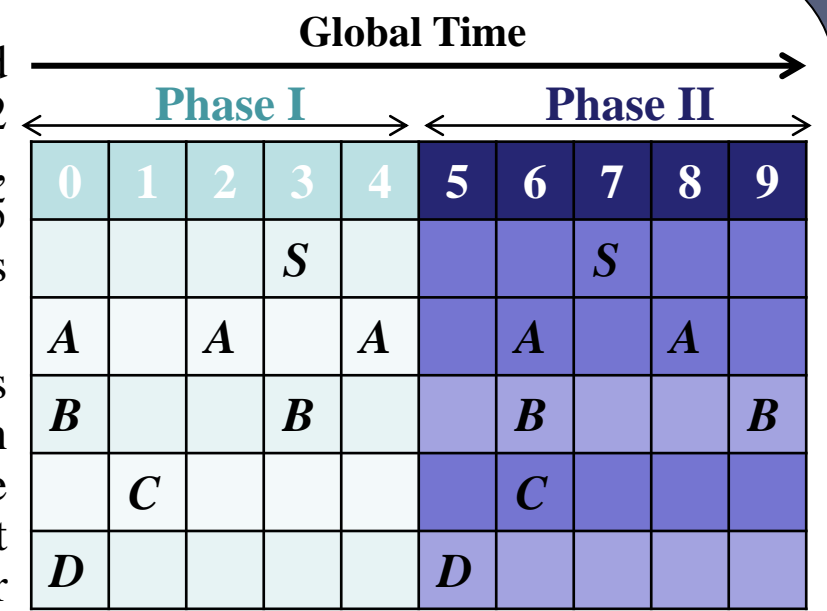 Global Time
Phase I Phase II
0 1 2 3 4 5 6 7 8 9
S S
A A A A A
B B B B
C C
D D